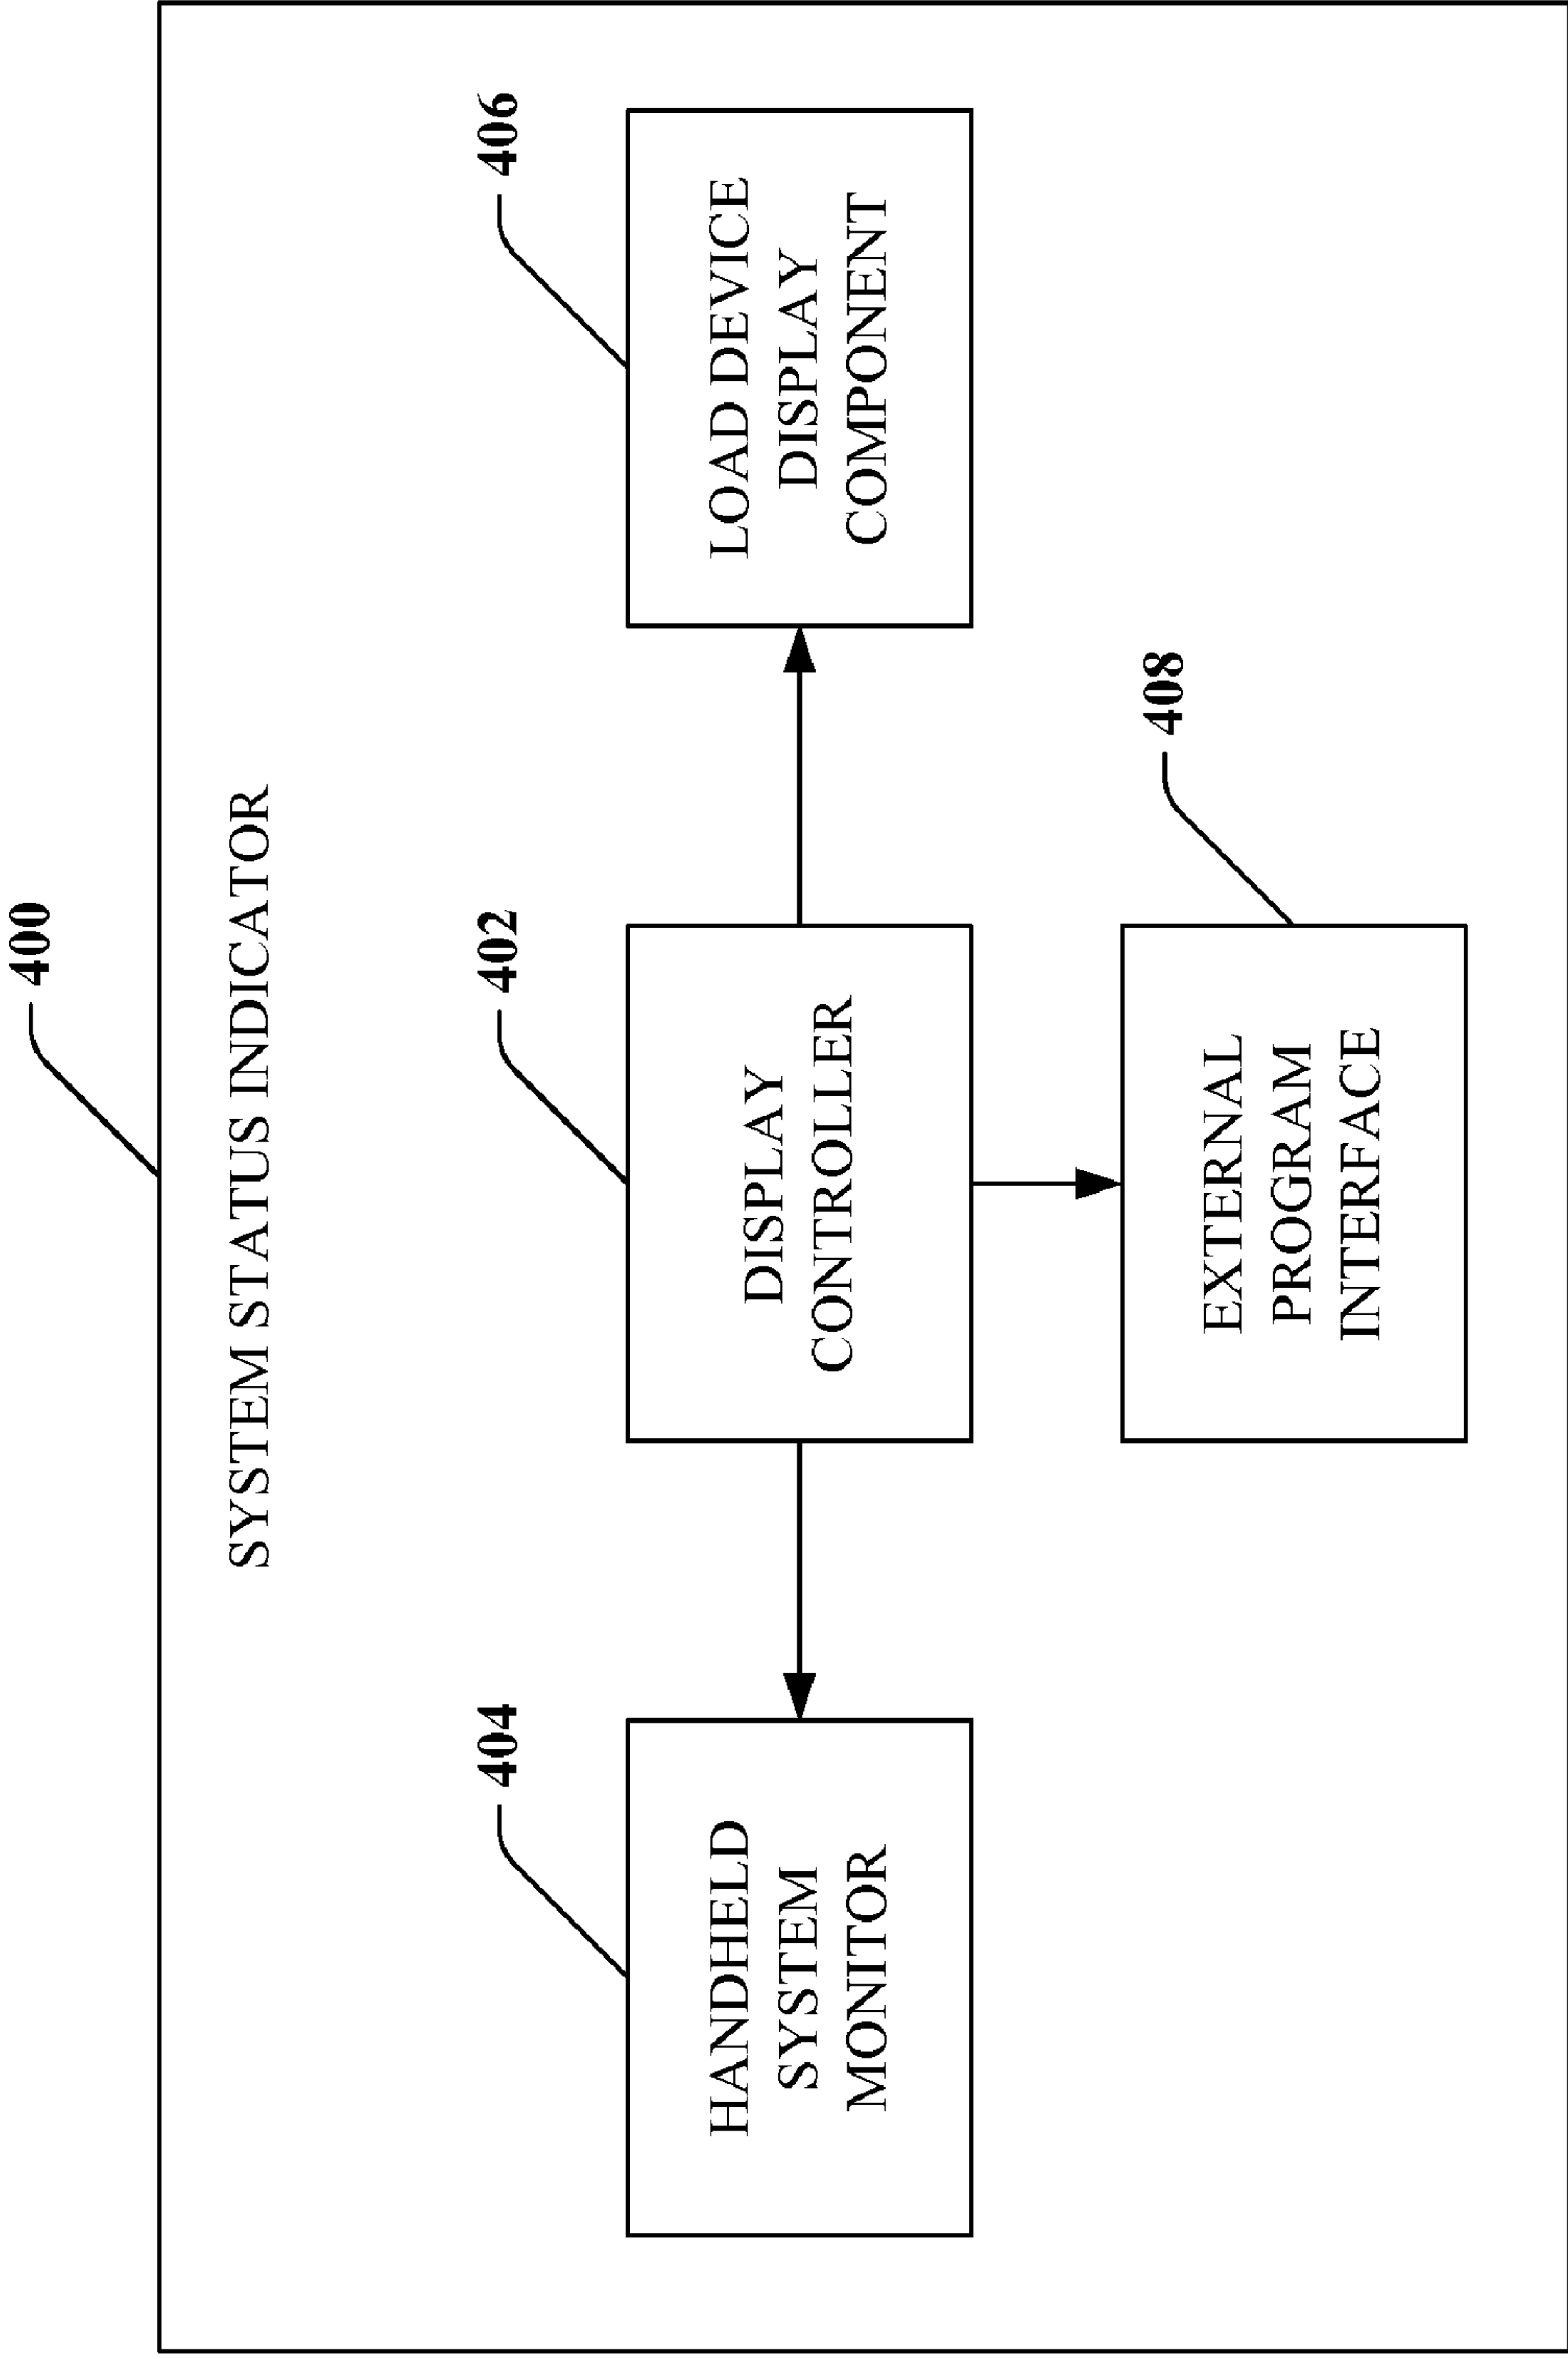 400
SYSTEM STATUS INDICATOR
404
HANDHELD
SYSTEM
MONITOR
402
DISPLAY
CONTROLLER
406
LOAD DEVICE
DISPLAY
COMPONENT
408
EXTERNAL
PROGRAM
INTERFACE